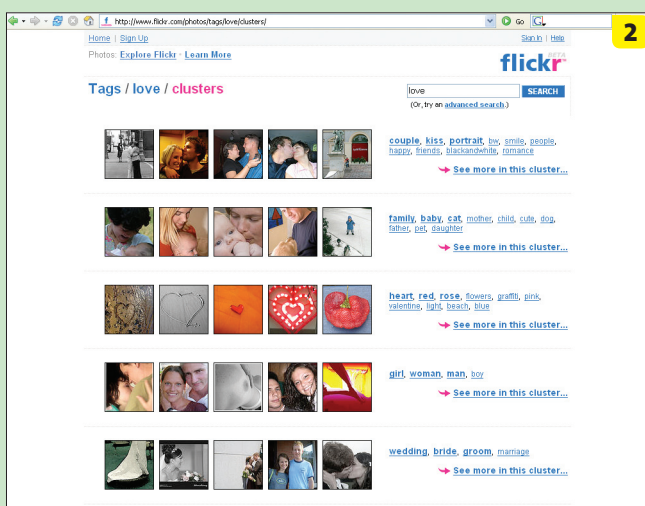 http://www.flickr.com/photos/tags/love/clusters/
Go
2
Home | Sign Up
Sign In | Help
Photos: Explore Flickr - Learn More
flickr BETA
Tags / love / clusters
love SEARCH
(Or, try an advanced search.)
couple, kiss, portrait, bw, smile, people,
happy, friends, blackandwhite, romance
See more in this cluster...
family, baby, cat, mother, child, cute, dog,
father, pet, daughter
See more in this cluster...
heart, red, rose, flowers, graffiti, pink,
valentine, light, beach, blue
See more in this cluster...
girl, woman, man, boy
See more in this cluster...
wedding, bride, groom, marriage
See more in this cluster...